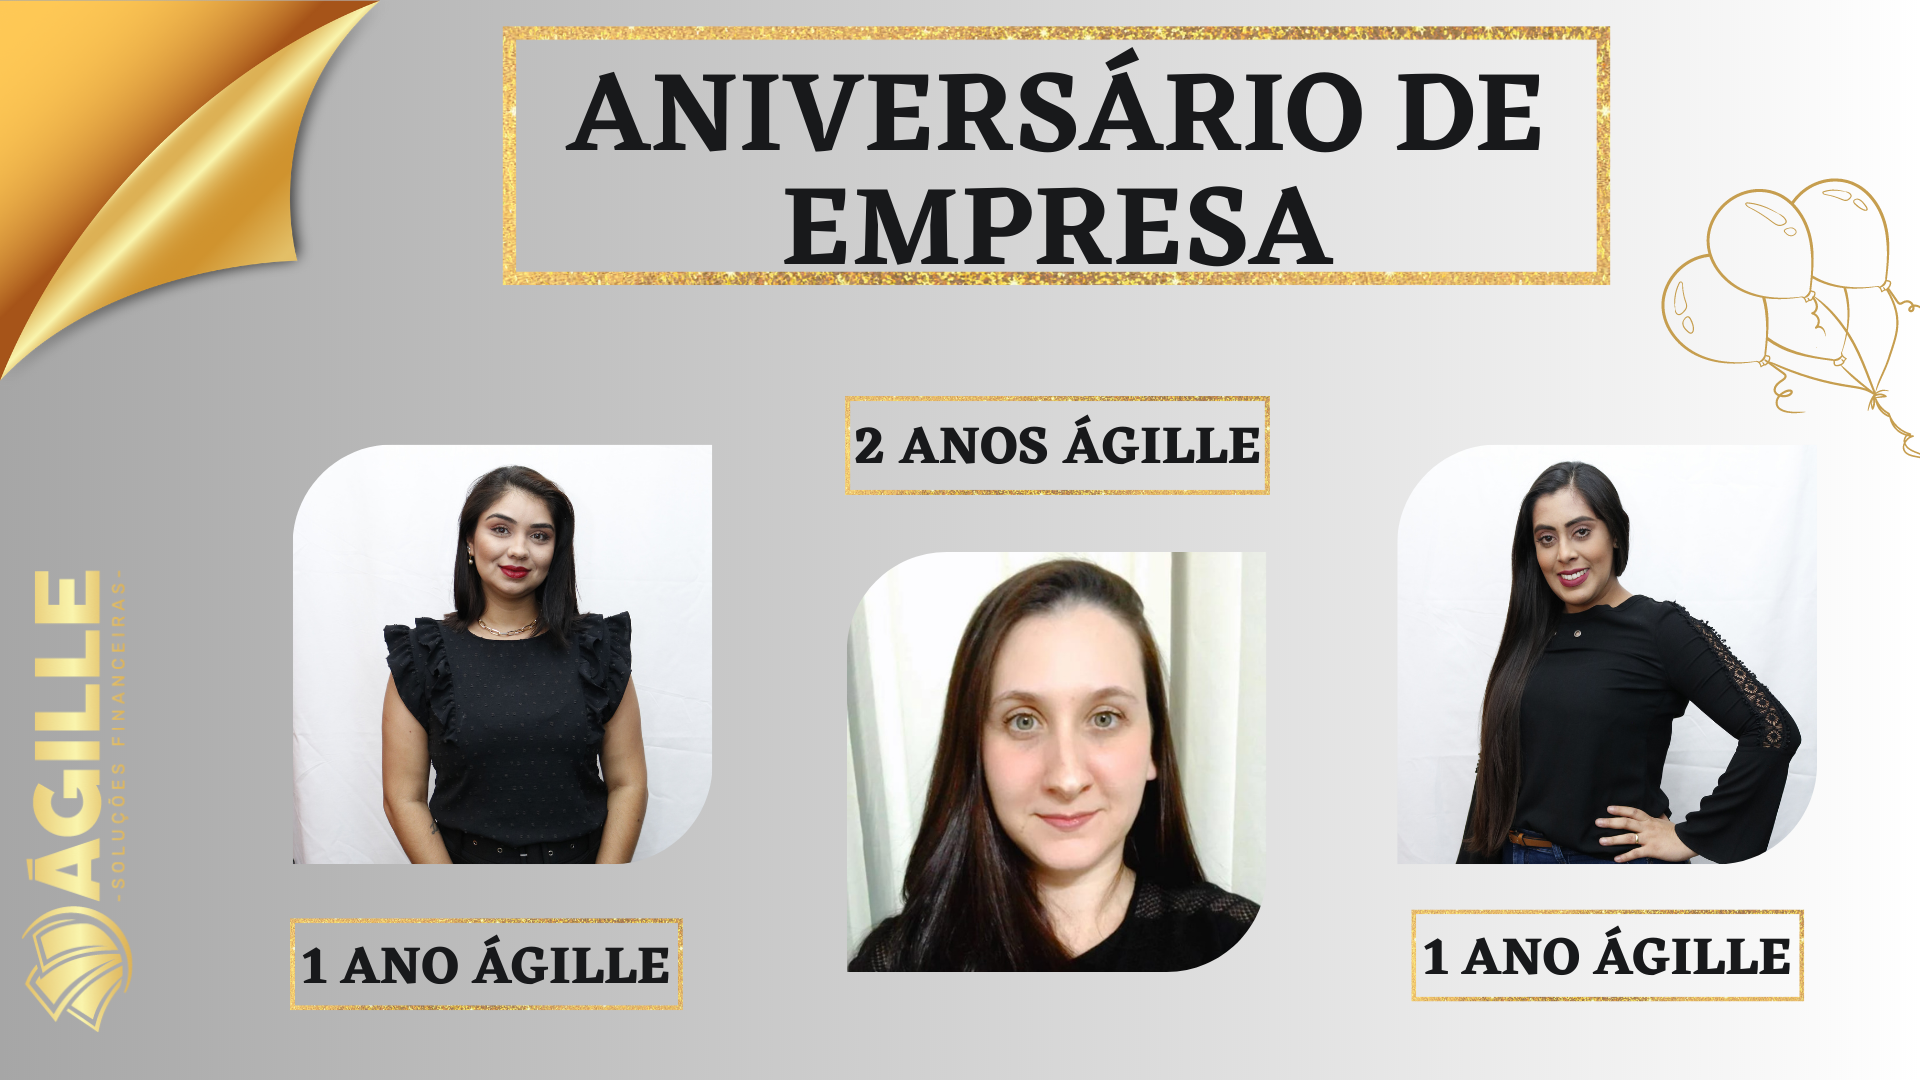 ANIVERSÁRIO DE
EMPRESA
2 ANOS ÁGILLE
1 ANO ÁGILLE
1 ANO ÁGILLE
ÁGILLE
-SOLUÇÕES FINANCEIRAS-